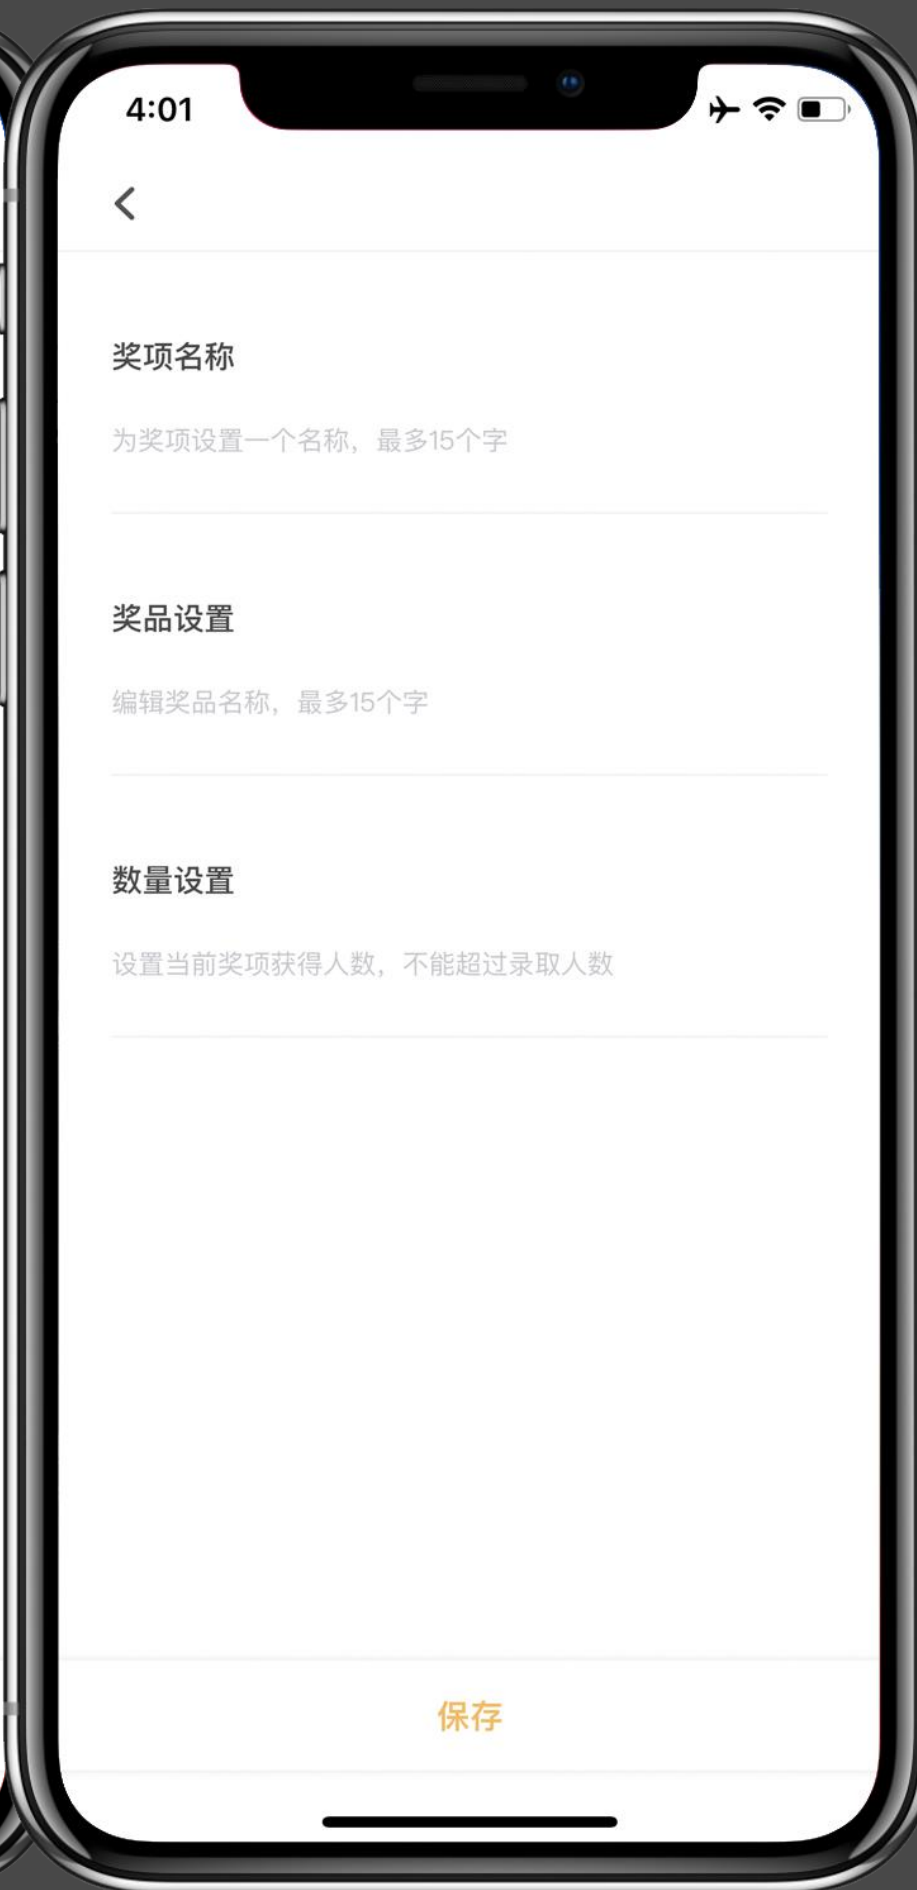 4:01
奖项名称
为奖项设置一个名称，最多15个字
奖品设置
编辑奖品名称，最多15个字
数量设置
设置当前奖项获得人数，不能超过录取人数
保存